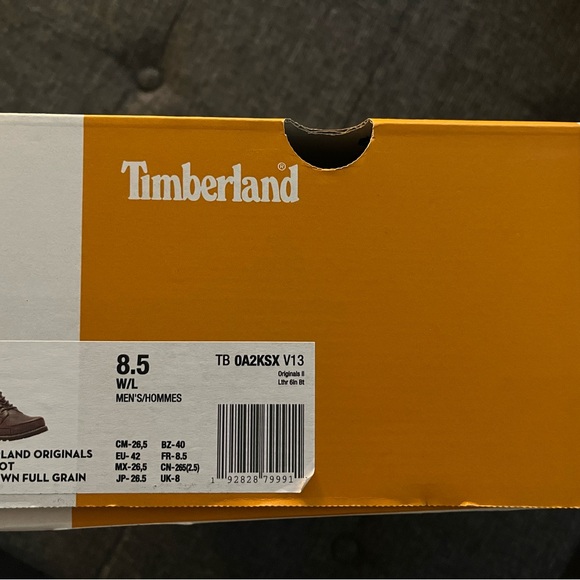 Timberland®
8.5
W/L
MEN'S/HOMMES
TB 0A2KSX V13
Originals II
Lthr 6in Bt
CM-26,5 BZ-40
EU- 42 FR-8.5
MX-26,5 CN-265(2.5)
JP-26.5 UK-8
LAND ORIGINALS
OT
WN FULL GRAIN
1 92828 79991